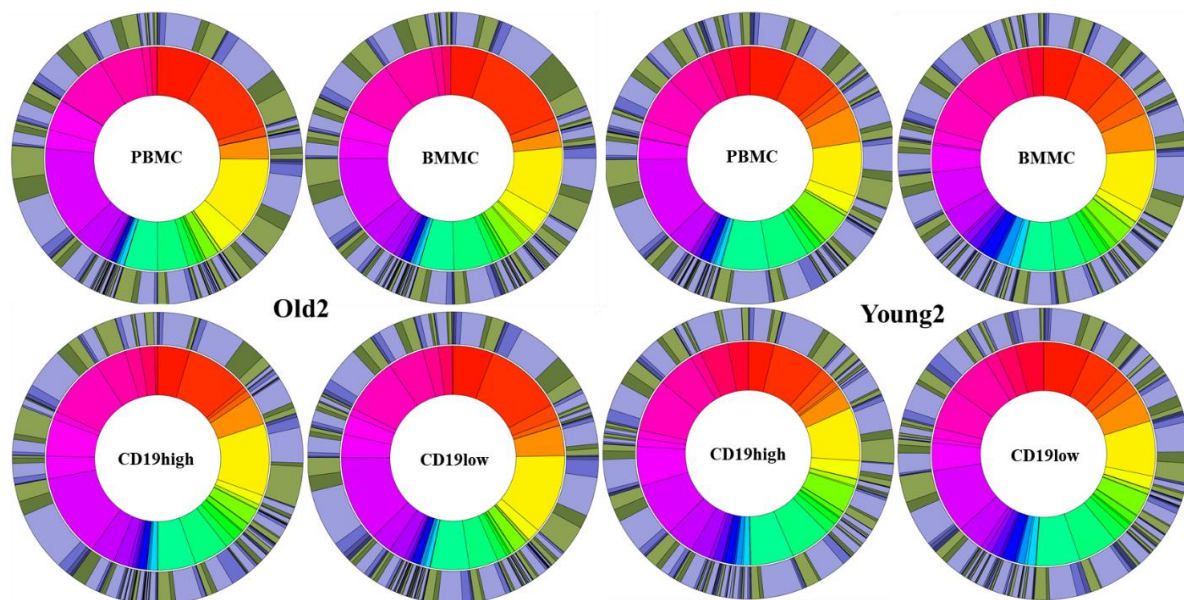 PBMC
BMMC
PBMC
BMMC
Old2
Young2
CD19high
CD19low
CD19high
CD19low